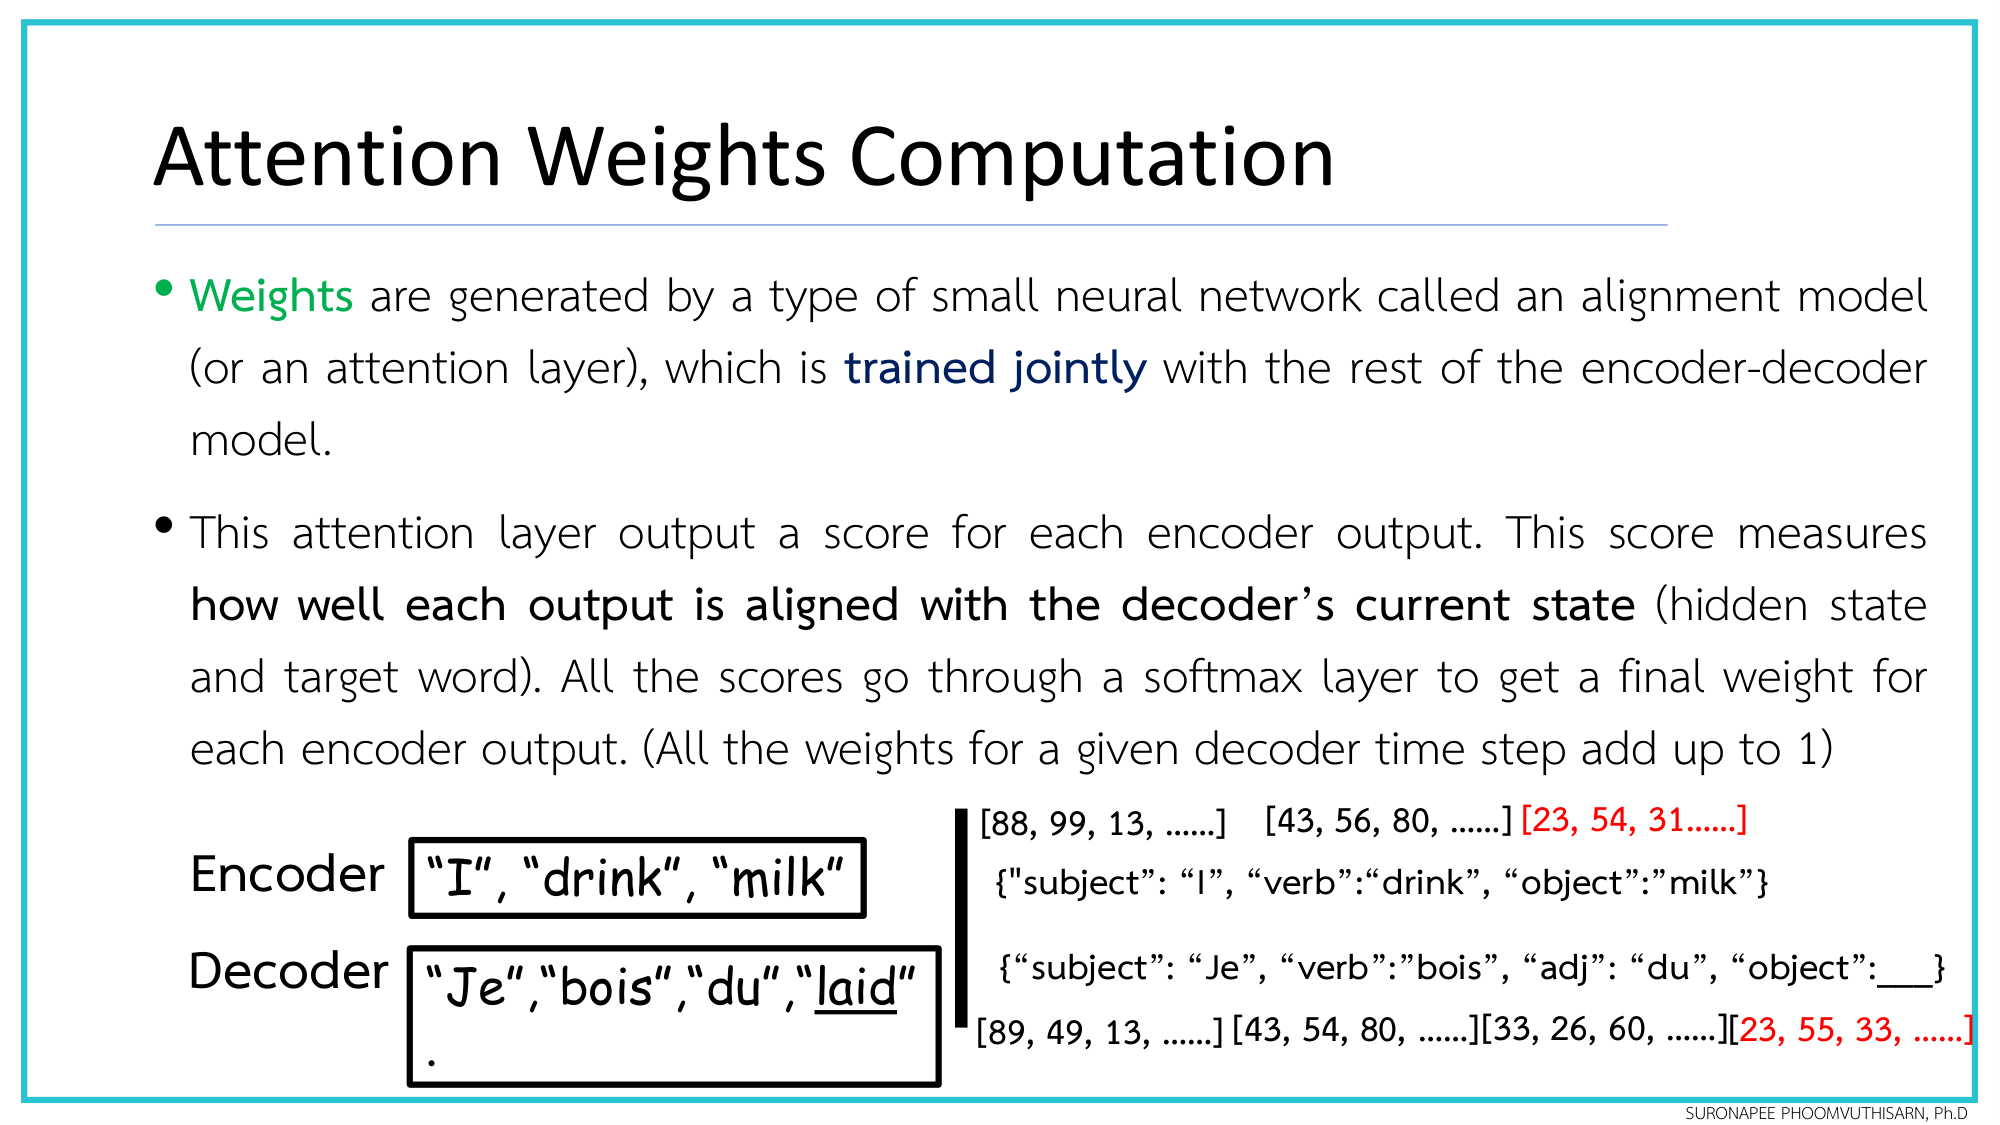 Attention Weights Computation
• Weights are generated by a type of small neural network called an alignment model
(or an attention layer), which is trained jointly with the rest of the encoder-decoder
model.
• This attention layer output a score for each encoder output. This score measures
how well each output is aligned with the decoder’s current state (hidden state
and target word). All the scores go through a softmax layer to get a final weight for
each encoder output. (All the weights for a given decoder time step add up to 1)
[88, 99, 13, ......] [43, 56, 80, ......] [23, 54, 31......]
Encoder “I”, “drink”, “milk”
{"subject”: “I”, “verb”:“drink”, “object”:”milk”}
Decoder “Je”,“bois”,“du”,“laid”
.
{“subject”: “Je”, “verb”:”bois”, “adj”: “du”, “object”:___}
[89, 49, 13, ......] [43, 54, 80, ......][33, 26, 60, ......][23, 55, 33, ......]
SURONAPEE PHOOMVUTHISARN, Ph.D